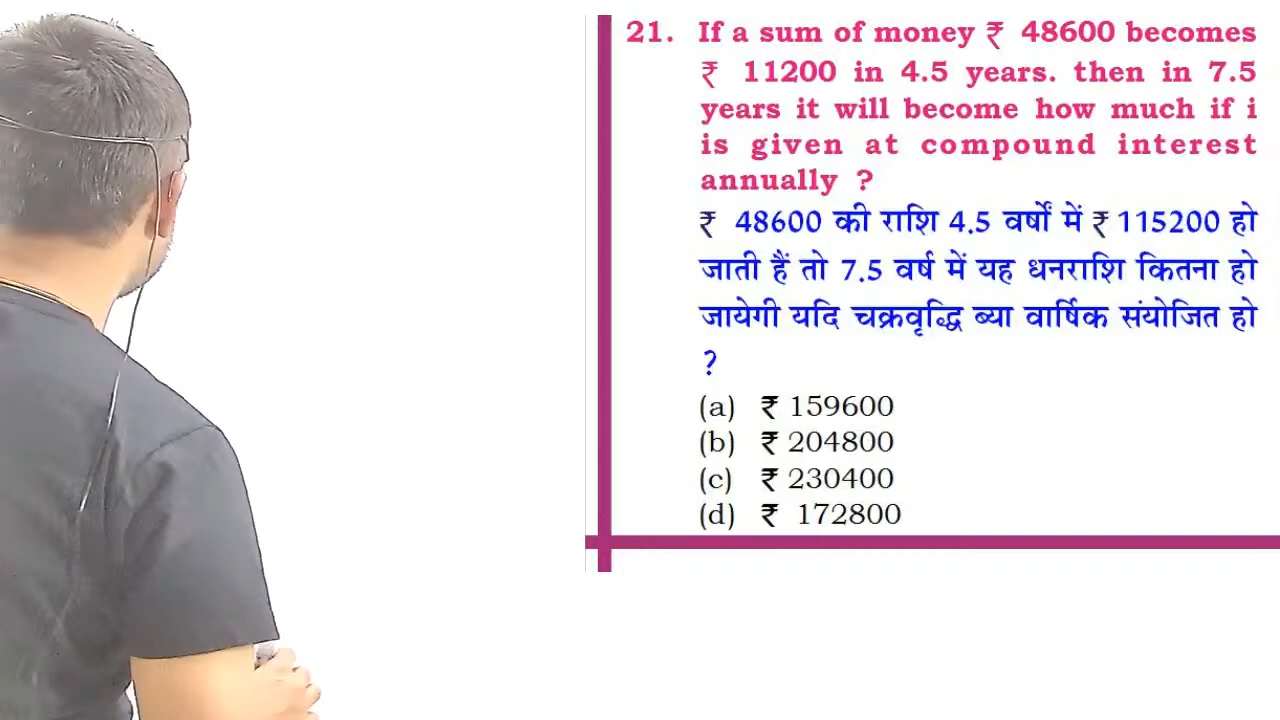 21. If a sum of money ₹ 48600 becomes
₹ 11200 in 4.5 years. then in 7.5
years it will become how much if i
is given at compound interest
annually ?
₹ 48600 की राशि 4.5 वर्षों में ₹ 115200 हो
जाती हैं तो 7.5 वर्ष में यह धनराशि कितना हो
जायेगी यदि चक्रवृद्धि ब्या वार्षिक संयोजित हो
?
(a) ₹ 159600
(b) ₹ 204800
(c) ₹ 230400
(d) ₹ 172800